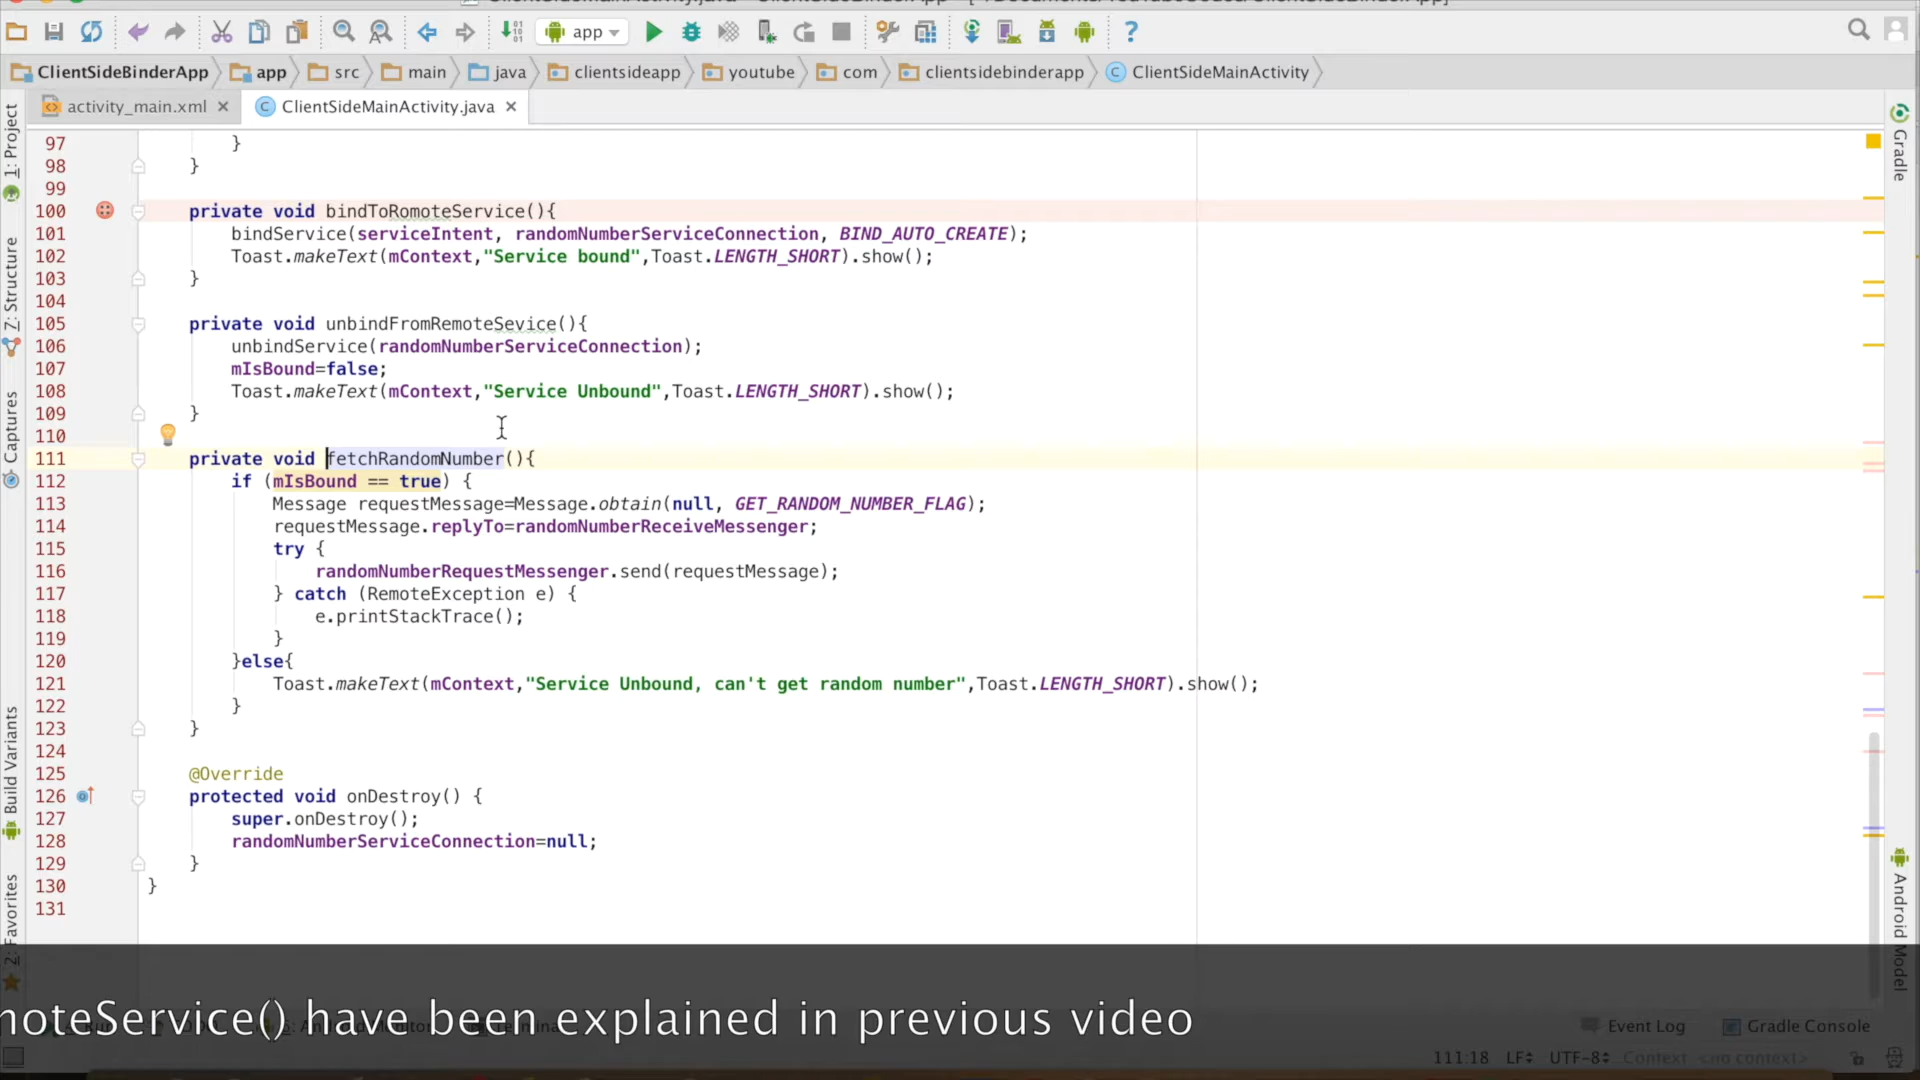 app
ClientSideBinderApp app src main java clientsideapp youtube com clientsidebinderapp ClientSideMainActivity
activity_main.xml ClientSideMainActivity.java
1: Project
Z: Structure
Captures
Build Variants
2: Favorites
97 }
98 }
99
100 private void bindToRomoteService(){
101 bindService(serviceIntent, randomNumberServiceConnection, BIND_AUTO_CREATE);
102 Toast.makeText(mContext,"Service bound",Toast.LENGTH_SHORT).show();
103 }
104
105 private void unbindFromRemoteSevice(){
106 unbindService(randomNumberServiceConnection);
107 mIsBound=false;
108 Toast.makeText(mContext,"Service Unbound",Toast.LENGTH_SHORT).show();
109 }
110
111 private void fetchRandomNumber(){
112 if (mIsBound == true) {
113 Message requestMessage=Message.obtain(null, GET_RANDOM_NUMBER_FLAG);
114 requestMessage.replyTo=randomNumberReceiveMessenger;
115 try {
116 randomNumberRequestMessenger.send(requestMessage);
117 } catch (RemoteException e) {
118 e.printStackTrace();
119 }
120 }else{
121 Toast.makeText(mContext,"Service Unbound, can't get random number",Toast.LENGTH_SHORT).show();
122 }
123 }
124
125 @Override
126 protected void onDestroy() {
127 super.onDestroy();
128 randomNumberServiceConnection=null;
129 }
130 }
131
Gradle
Android Model
moteService() have been explained in previous video
Event Log Gradle Console
111:18 LF UTF-8 Context <no context>